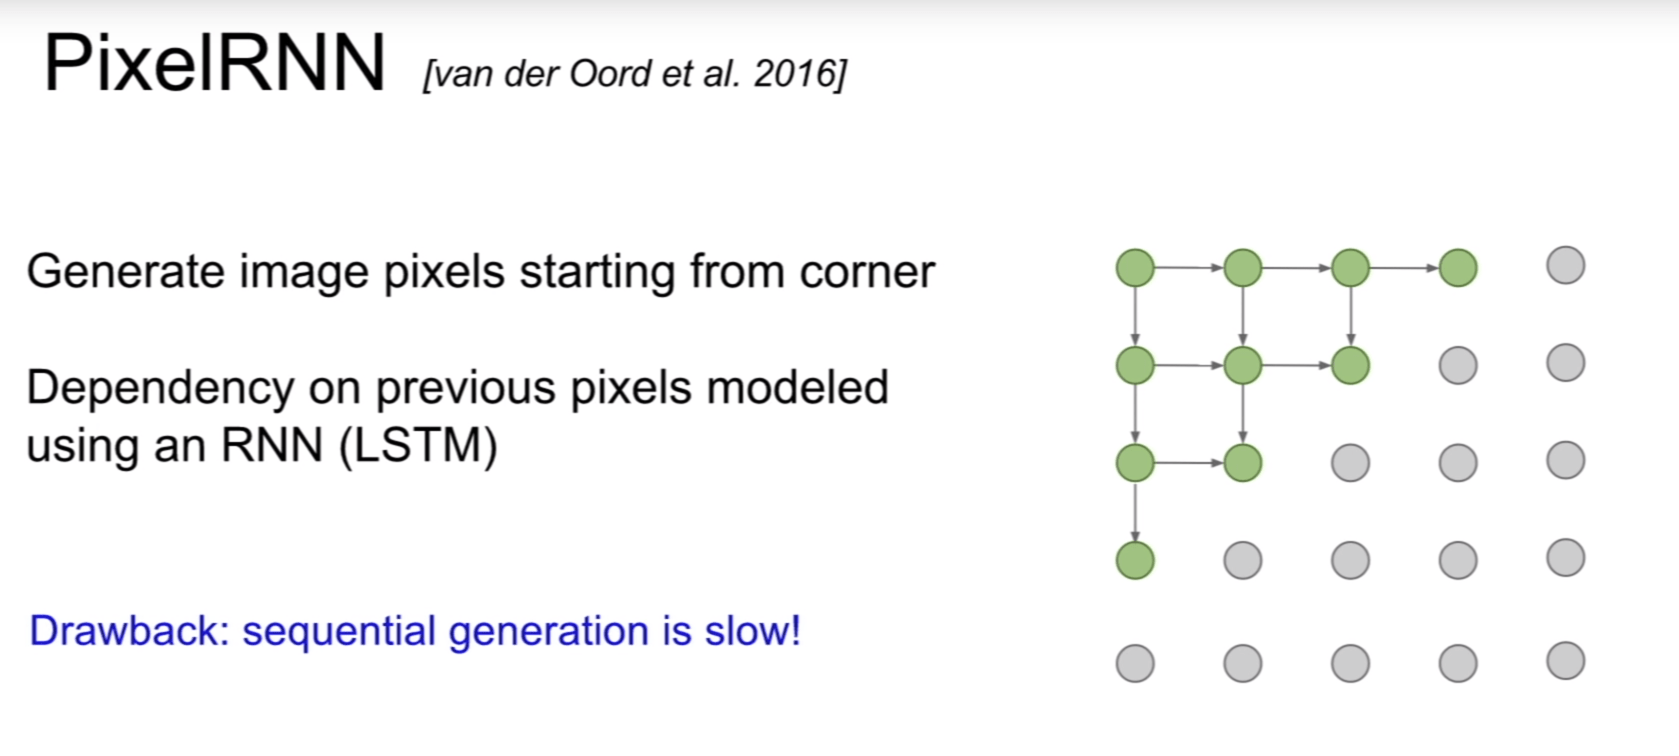 PixelRNN [van der Oord et al. 2016]
Generate image pixels starting from corner
Dependency on previous pixels modeled
using an RNN (LSTM)
Drawback: sequential generation is slow!